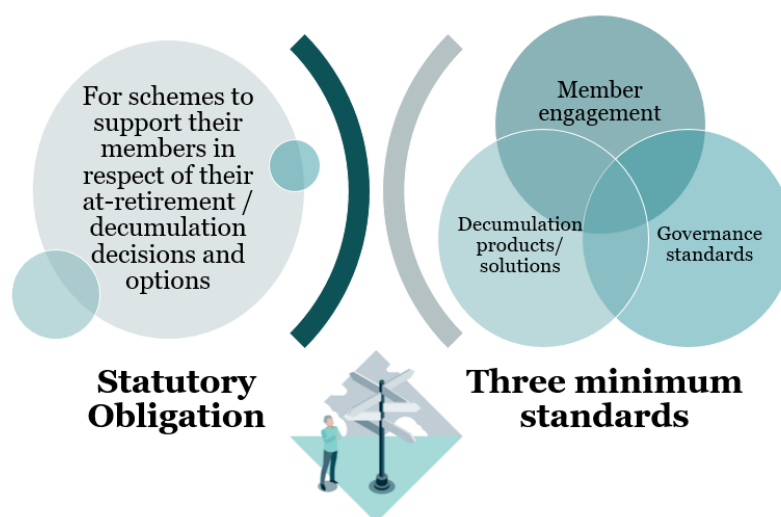 For schemes to
support their
members in
respect of their
at-retirement /
decumulation
decisions and
options
Statutory
Obligation
Member
engagement
Decumulation
products/
solutions
Governance
standards
Three minimum
standards